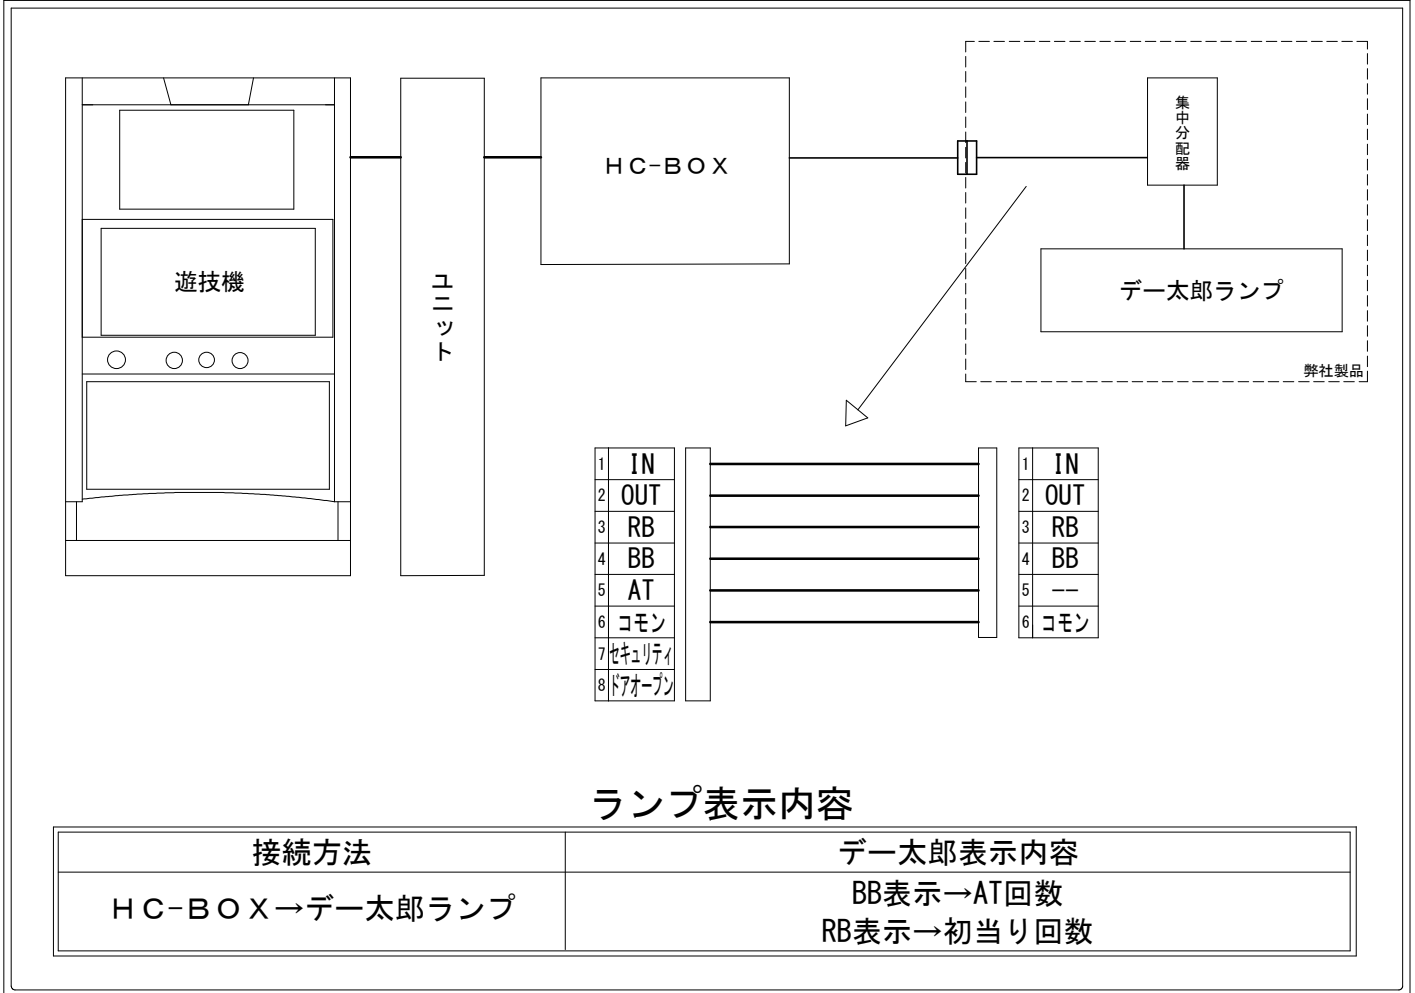 集中分配器
HC-BOX
遊技機
ユニット
デー太郎ランプ
弊社製品
1 IN
2 OUT
3 RB
4 BB
5 AT
6 コモン
7 セキュリティ
8 ドアオープン
1 IN
2 OUT
3 RB
4 BB
5 --
6 コモン
ランプ表示内容
接続方法 デー太郎表示内容
HC-BOX→デー太郎ランプ
BB表示→AT回数
RB表示→初当り回数